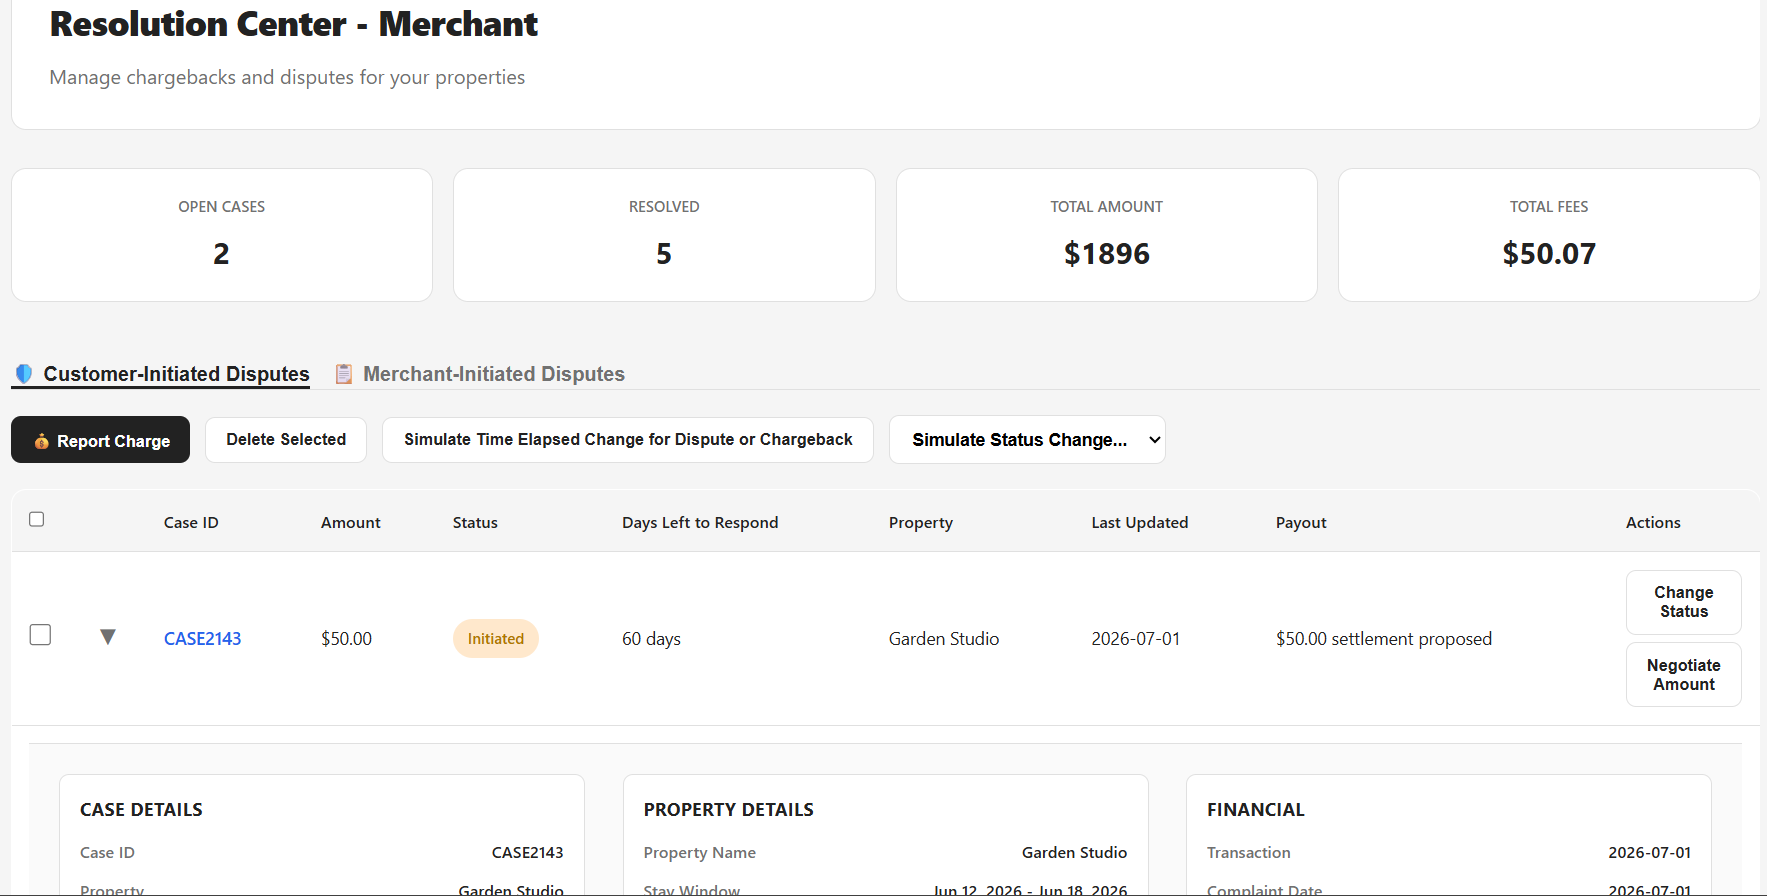 Resolution Center - Merchant
Manage chargebacks and disputes for your properties
OPEN CASES
2
RESOLVED
5
TOTAL AMOUNT
$1896
TOTAL FEES
$50.07
Customer-Initiated Disputes
Merchant-Initiated Disputes
Report Charge
Delete Selected
Simulate Time Elapsed Change for Dispute or Chargeback
Simulate Status Change...
Case ID
Amount
Status
Days Left to Respond
Property
Last Updated
Payout
Actions
CASE2143
$50.00
Initiated
60 days
Garden Studio
2026-07-01
$50.00 settlement proposed
Change
Status
Negotiate
Amount
CASE DETAILS
Case ID
CASE2143
Property
Garden Studio
PROPERTY DETAILS
Property Name
Garden Studio
Stay Window
Jun 12, 2026 - Jun 18, 2026
FINANCIAL
Transaction
2026-07-01
Complaint Date
2026-07-01